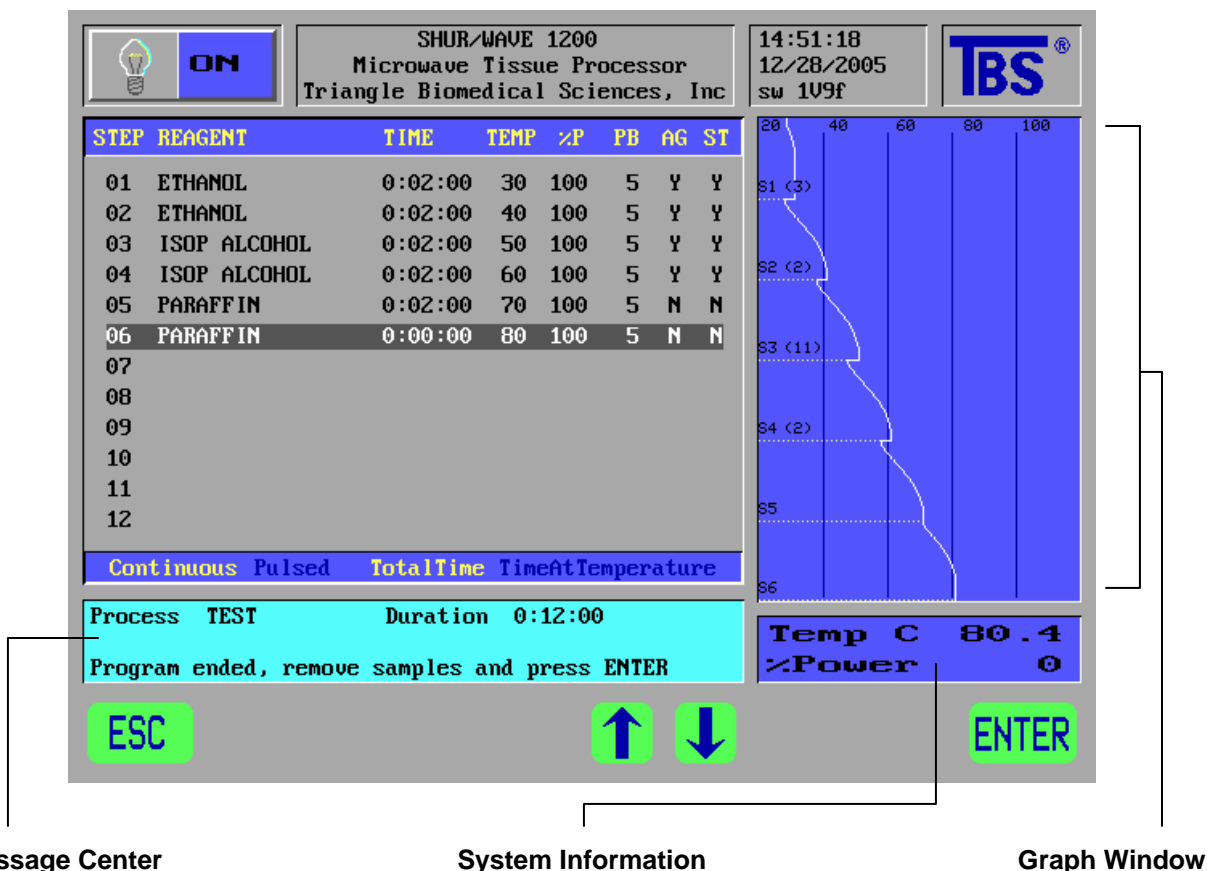 ON
SHUR/WAVE 1200
Microwave Tissue Processor
Triangle Biomedical Sciences, Inc
14:51:18
12/28/2005
sw 1V9f
TBS®
STEP REAGENT TIME TEMP %P PB AG ST
01 ETHANOL 0:02:00 30 100 5 Y Y
02 ETHANOL 0:02:00 40 100 5 Y Y
03 ISOP ALCOHOL 0:02:00 50 100 5 Y Y
04 ISOP ALCOHOL 0:02:00 60 100 5 Y Y
05 PARAFFIN 0:02:00 70 100 5 N N
06 PARAFFIN 0:00:00 80 100 5 N N
07
08
09
10
11
12
Continuous Pulsed TotalTime TimeAtTemperature
20 40 60 80 100
S1 (3)
S2 (2)
S3 (11)
S4 (2)
S5
S6
Process TEST Duration 0:12:00
Program ended, remove samples and press ENTER
Temp C 80.4
%Power 0
ESC
ENTER
ssage Center
System Information
Graph Window